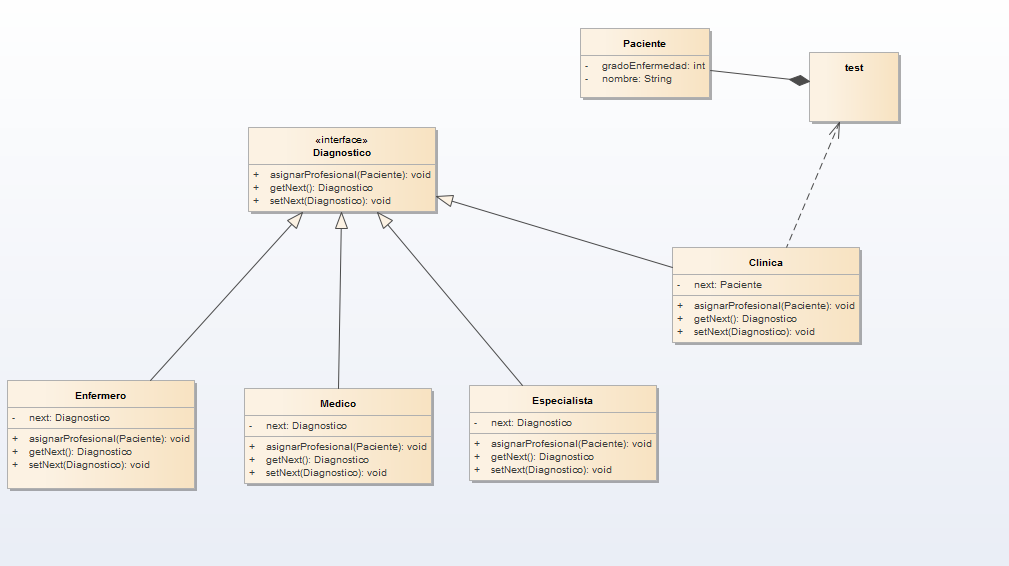 Paciente
- gradoEnfermedad: int
- nombre: String
test
«interface»
Diagnostico
+ asignarProfesional(Paciente): void
+ getNext(): Diagnostico
+ setNext(Diagnostico): void
Clinica
- next: Paciente
+ asignarProfesional(Paciente): void
+ getNext(): Diagnostico
+ setNext(Diagnostico): void
Enfermero
- next: Diagnostico
+ asignarProfesional(Paciente): void
+ getNext(): Diagnostico
+ setNext(Diagnostico): void
Medico
- next: Diagnostico
+ asignarProfesional(Paciente): void
+ getNext(): Diagnostico
+ setNext(Diagnostico): void
Especialista
- next: Diagnostico
+ asignarProfesional(Paciente): void
+ getNext(): Diagnostico
+ setNext(Diagnostico): void